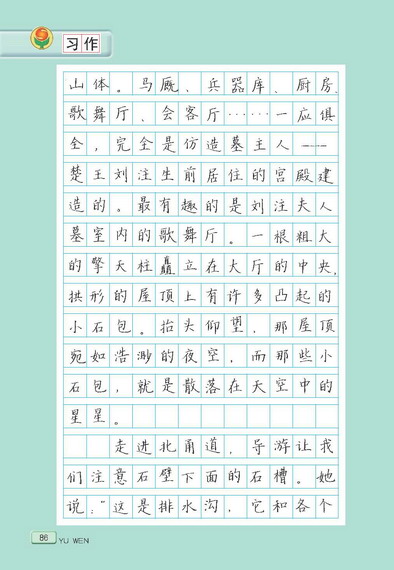 习作
山体。马厩、兵器库、厨房、
歌舞厅、会客厅……一应俱
全，完全是仿造墓主人——
楚王刘注生前居住的宫殿建
造的。最有趣的是刘注夫人
墓室内的歌舞厅。一根粗大
的擎天柱矗立在大厅的中央，
拱形的屋顶上有许多凸起的
小石包。抬头仰望，那屋顶
宛如浩渺的夜空，而那些小
石包，就是散落在天空中的
星星。
走进北甬道，导游让我
们注意石壁下面的石槽。她
说：“这是排水沟，它和各个
86
YU WEN